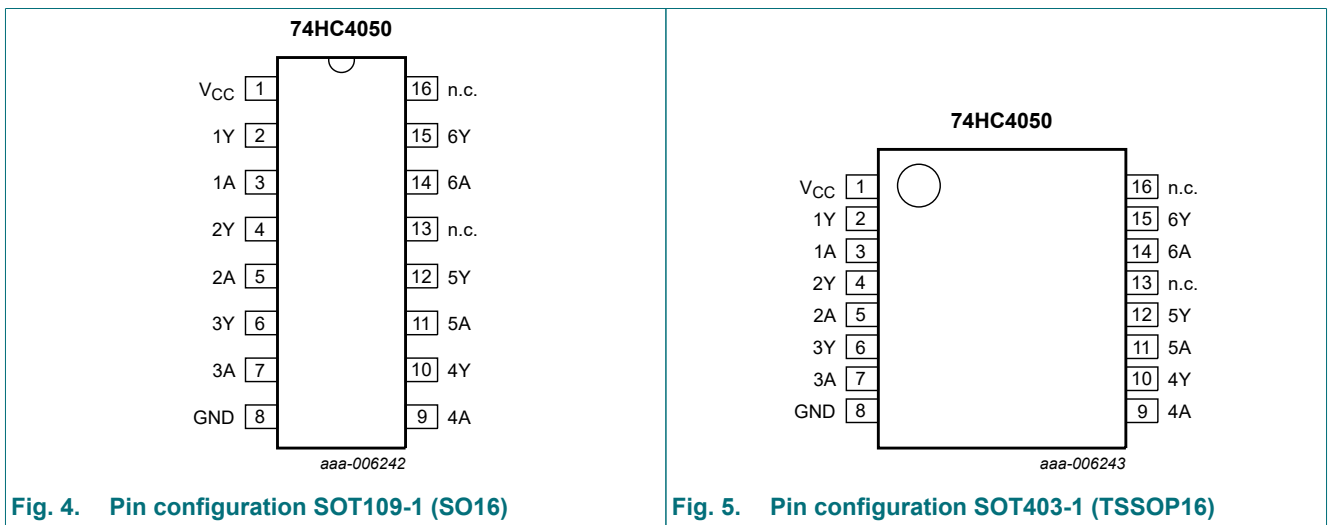 74HC4050
VCC 1 16 n.c.
1Y 2 15 6Y
1A 3 14 6A
2Y 4 13 n.c.
2A 5 12 5Y
3Y 6 11 5A
3A 7 10 4Y
GND 8 9 4A
aaa-006242
Fig. 4. Pin configuration SOT109-1 (SO16)
74HC4050
VCC 1 16 n.c.
1Y 2 15 6Y
1A 3 14 6A
2Y 4 13 n.c.
2A 5 12 5Y
3Y 6 11 5A
3A 7 10 4Y
GND 8 9 4A
aaa-006243
Fig. 5. Pin configuration SOT403-1 (TSSOP16)